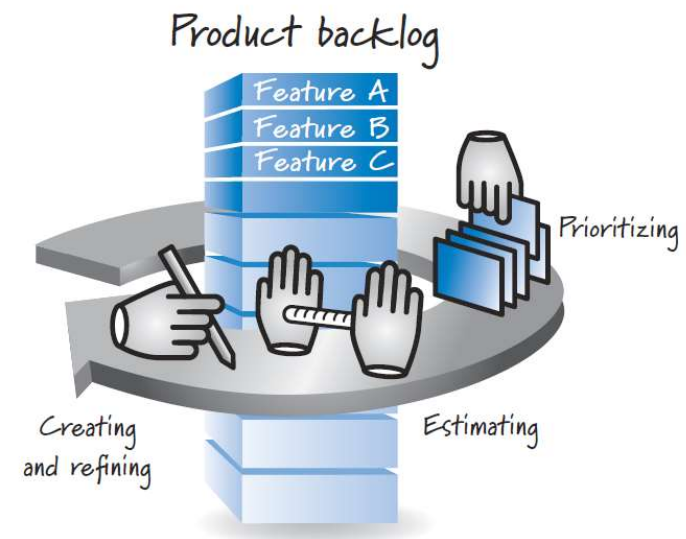 Product backlog
Feature A
Feature B
Feature C
Prioritizing
Creating
and refining
Estimating